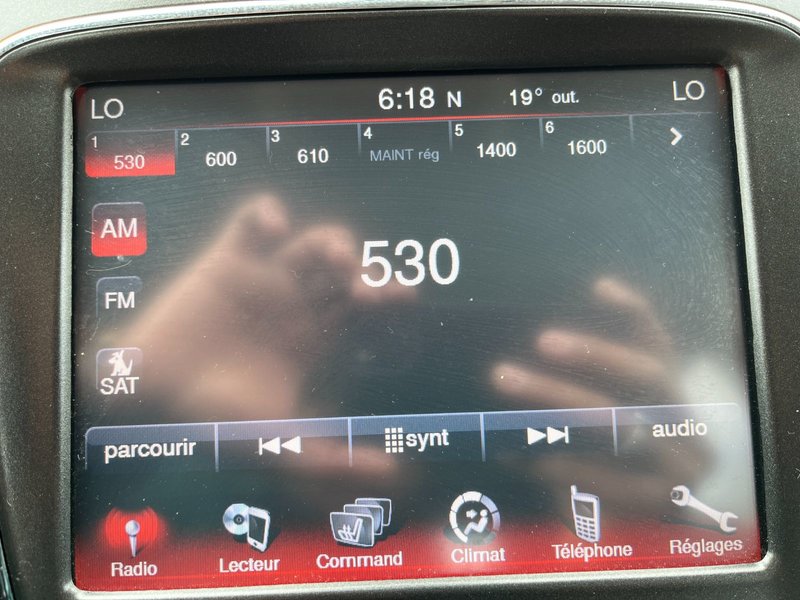 LO 6:18 N 19° out. LO
1 530 2 600 3 610 4 MAINT rég 5 1400 6 1600
AM
530
FM
SAT
parcourir synt audio
Radio Lecteur Command Climat Téléphone Réglages